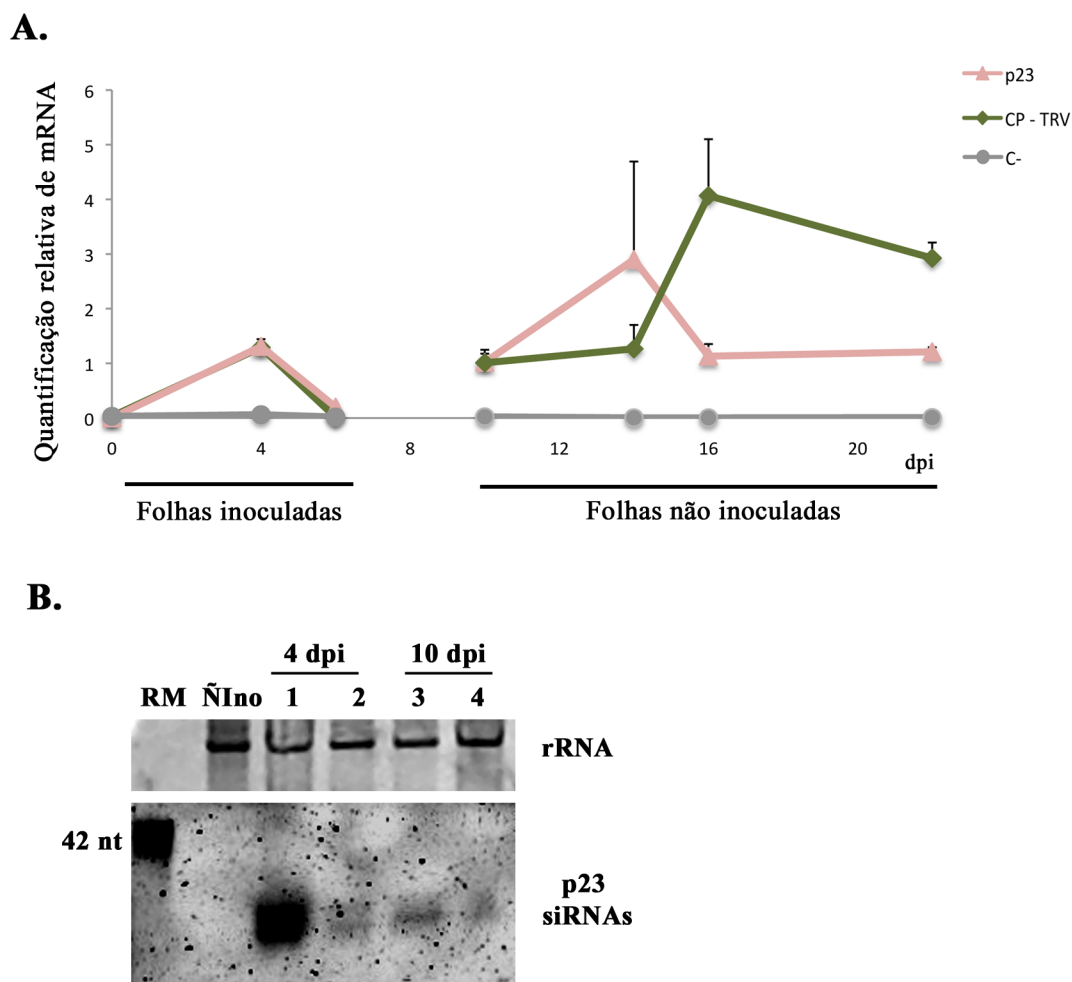 A.
Quantificação relativa de mRNA
6
5
4
3
2
1
0
0 4 8 12 16 20 dpi
p23
CP - TRV
C-
Folhas inoculadas
Folhas não inoculadas
B.
4 dpi 10 dpi
RM ÑIno 1 2 3 4
rRNA
42 nt
p23
siRNAs